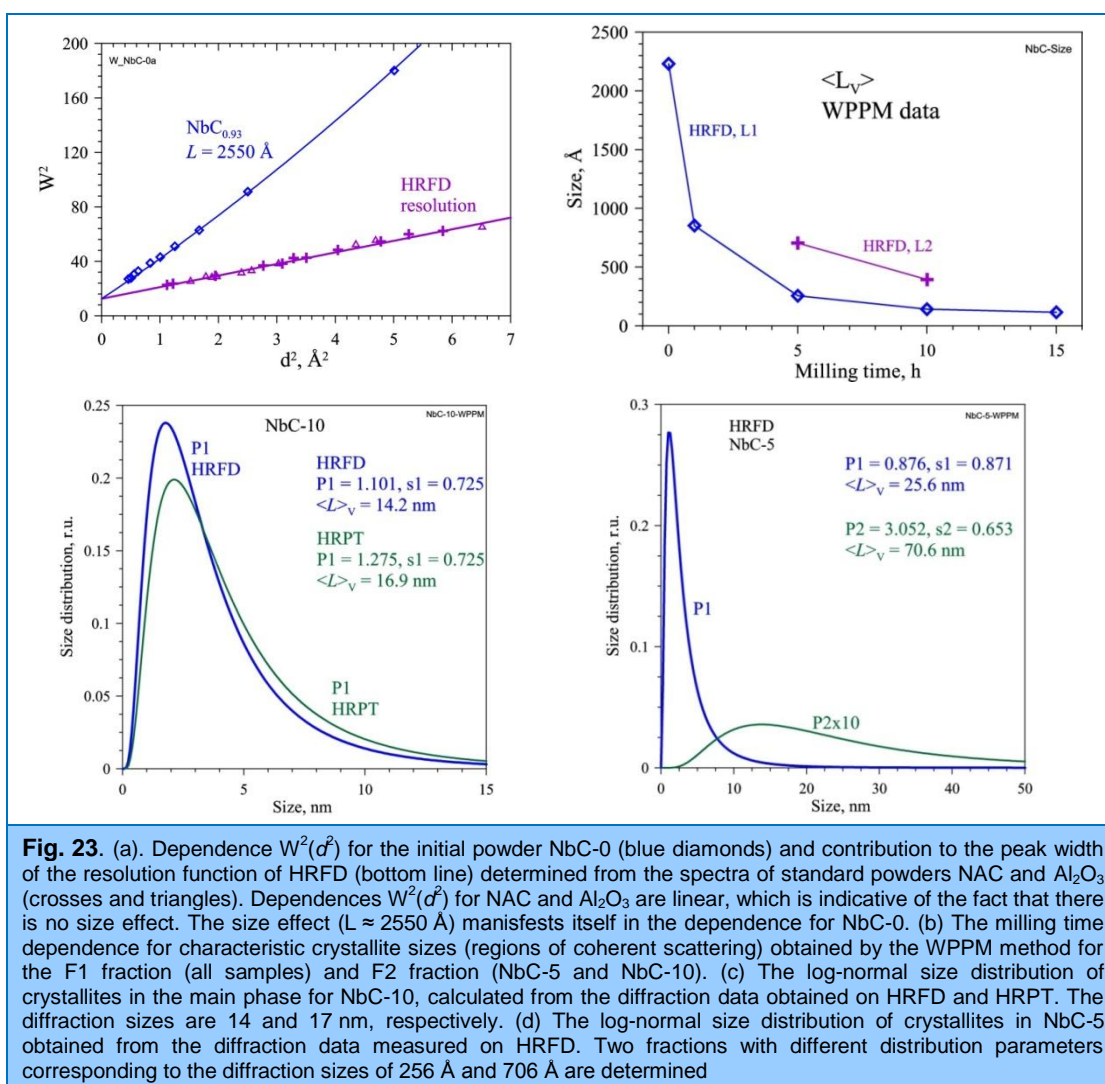 200
160
120
80
40
0
W_NbC-0a
NbC0.93
L = 2550 Å
HRFD
resolution
W²
0 1 2 3 4 5 6 7
d², Å²
2500
2000
1500
1000
500
0
NbC-Size
<LV>
WPPM data
HRFD, L1
HRFD, L2
Size, Å
0 5 10 15
Milling time, h
0.25
0.2
0.15
0.1
0.05
0
NbC-10-WPPM
NbC-10
P1
HRFD
HRFD
P1 = 1.101, s1 = 0.725
<L>V = 14.2 nm
HRPT
P1 = 1.275, s1 = 0.725
<L>V = 16.9 nm
P1
HRPT
Size distribution, r.u.
0 5 10 15
Size, nm
0.3
0.2
0.1
0
NbC-5-WPPM
HRFD
NbC-5
P1 = 0.876, s1 = 0.871
<L>V = 25.6 nm
P2 = 3.052, s2 = 0.653
<L>V = 70.6 nm
P1
P2x10
Size distribution, r.u.
0 10 20 30 40 50
Size, nm
Fig. 23. (a). Dependence W²(d²) for the initial powder NbC-0 (blue diamonds) and contribution to the peak width
of the resolution function of HRFD (bottom line) determined from the spectra of standard powders NAC and Al₂O₃
(crosses and triangles). Dependences W²(d²) for NAC and Al₂O₃ are linear, which is indicative of the fact that there
is no size effect. The size effect (L ≈ 2550 Å) manisfests itself in the dependence for NbC-0. (b) The milling time
dependence for characteristic crystallite sizes (regions of coherent scattering) obtained by the WPPM method for
the F1 fraction (all samples) and F2 fraction (NbC-5 and NbC-10). (c) The log-normal size distribution of
crystallites in the main phase for NbC-10, calculated from the diffraction data obtained on HRFD and HRPT. The
diffraction sizes are 14 and 17 nm, respectively. (d) The log-normal size distribution of crystallites in NbC-5
obtained from the diffraction data measured on HRFD. Two fractions with different distribution parameters
corresponding to the diffraction sizes of 256 Å and 706 Å are determined